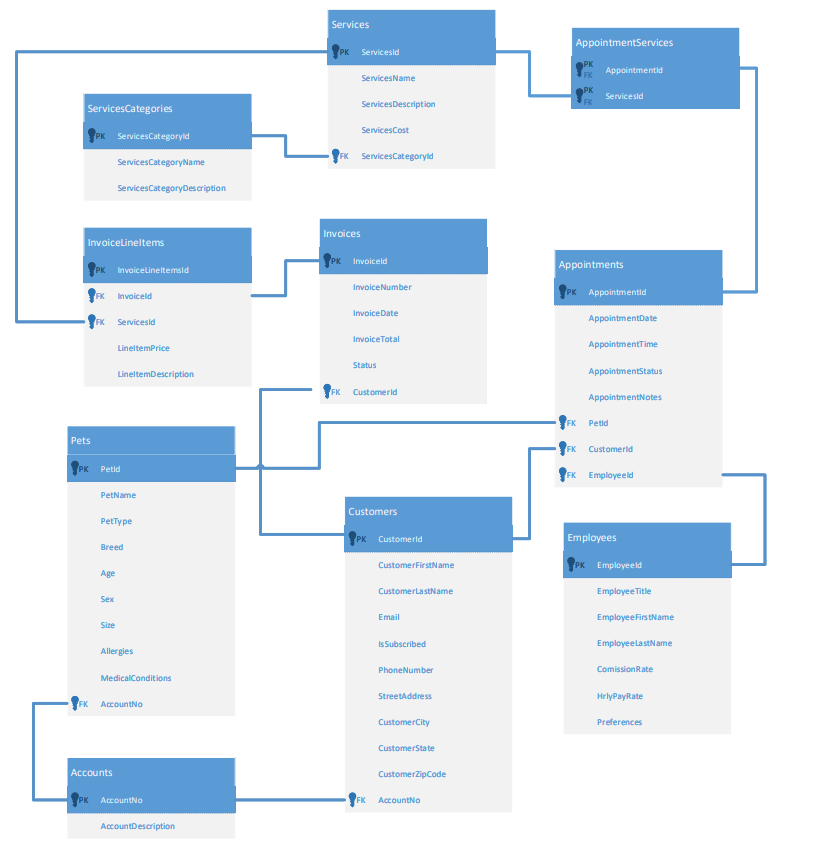 Services
PK ServicesId
ServicesName
ServicesDescription
ServicesCost
FK ServicesCategoryId
AppointmentServices
PK
FK AppointmentId
PK
FK ServicesId
ServicesCategories
PK ServicesCategoryId
ServicesCategoryName
ServicesCategoryDescription
InvoiceLineItems
PK InvoiceLineItemsId
FK InvoiceId
FK ServicesId
LineItemPrice
LineItemDescription
Invoices
PK InvoiceId
InvoiceNumber
InvoiceDate
InvoiceTotal
Status
FK CustomerId
Appointments
PK AppointmentId
AppointmentDate
AppointmentTime
AppointmentStatus
AppointmentNotes
FK PetId
FK CustomerId
FK EmployeeId
Pets
PK PetId
PetName
PetType
Breed
Age
Sex
Size
Allergies
MedicalConditions
FK AccountNo
Customers
PK CustomerId
CustomerFirstName
CustomerLastName
Email
IsSubscribed
PhoneNumber
StreetAddress
CustomerCity
CustomerState
CustomerZipCode
FK AccountNo
Employees
PK EmployeeId
EmployeeTitle
EmployeeFirstName
EmployeeLastName
ComissionRate
HrlyPayRate
Preferences
Accounts
PK AccountNo
AccountDescription